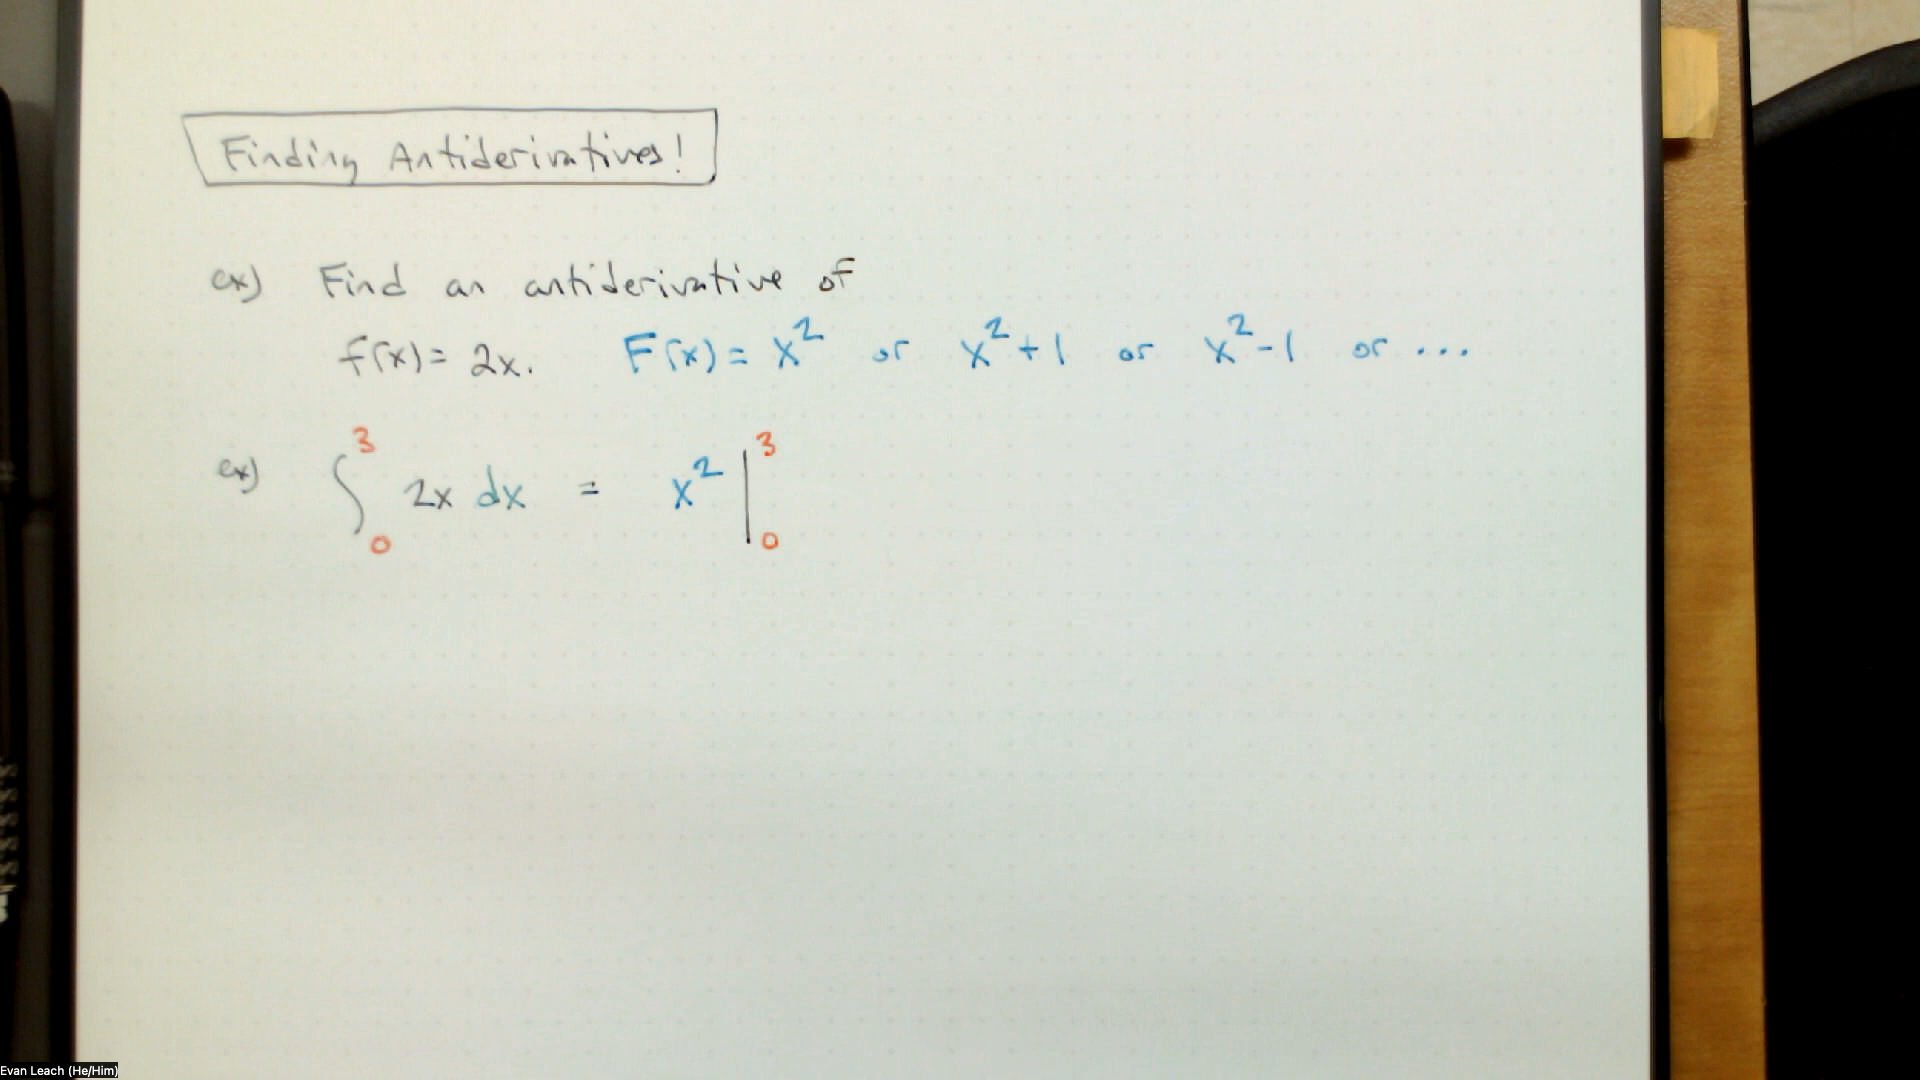 Finding Antiderivatives!
ex) Find an antiderivative of
f(x) = 2x. F(x) = x² or x²+1 or x²-1 or ...
ex) ∫₀³ 2x dx = x² |₀³
Evan Leach (He/Him)